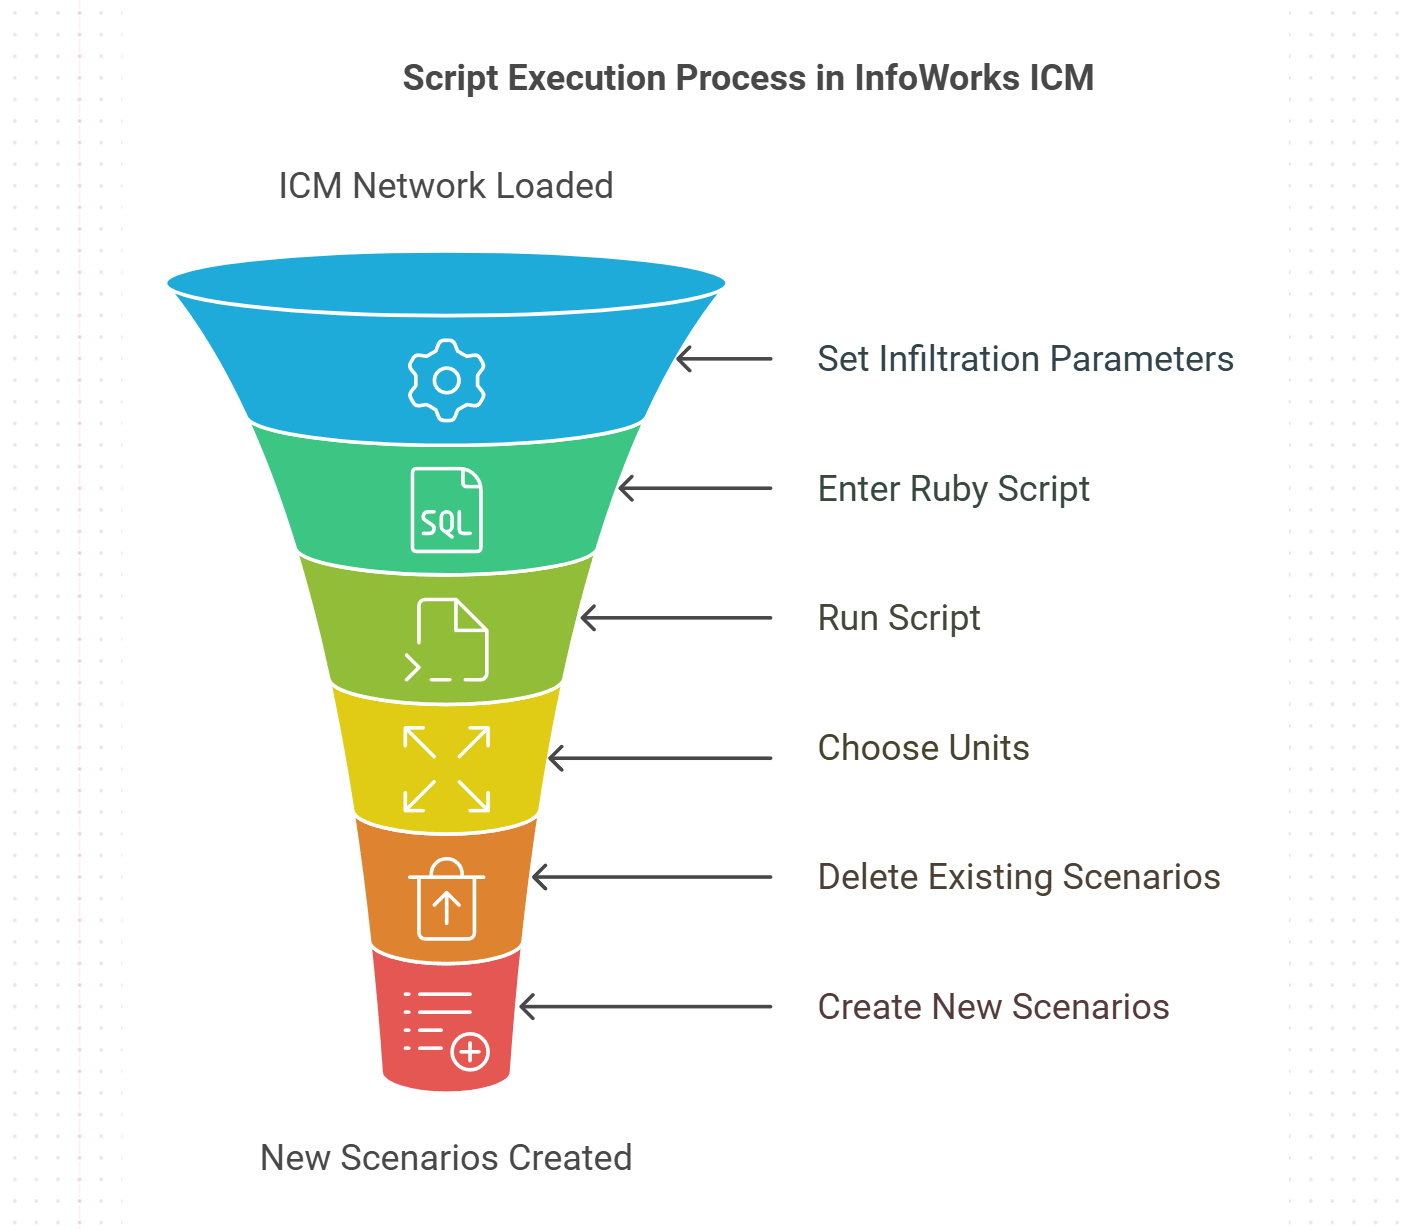 Script Execution Process in InfoWorks ICM
ICM Network Loaded
Set Infiltration Parameters
SQL
Enter Ruby Script
Run Script
Choose Units
Delete Existing Scenarios
Create New Scenarios
New Scenarios Created